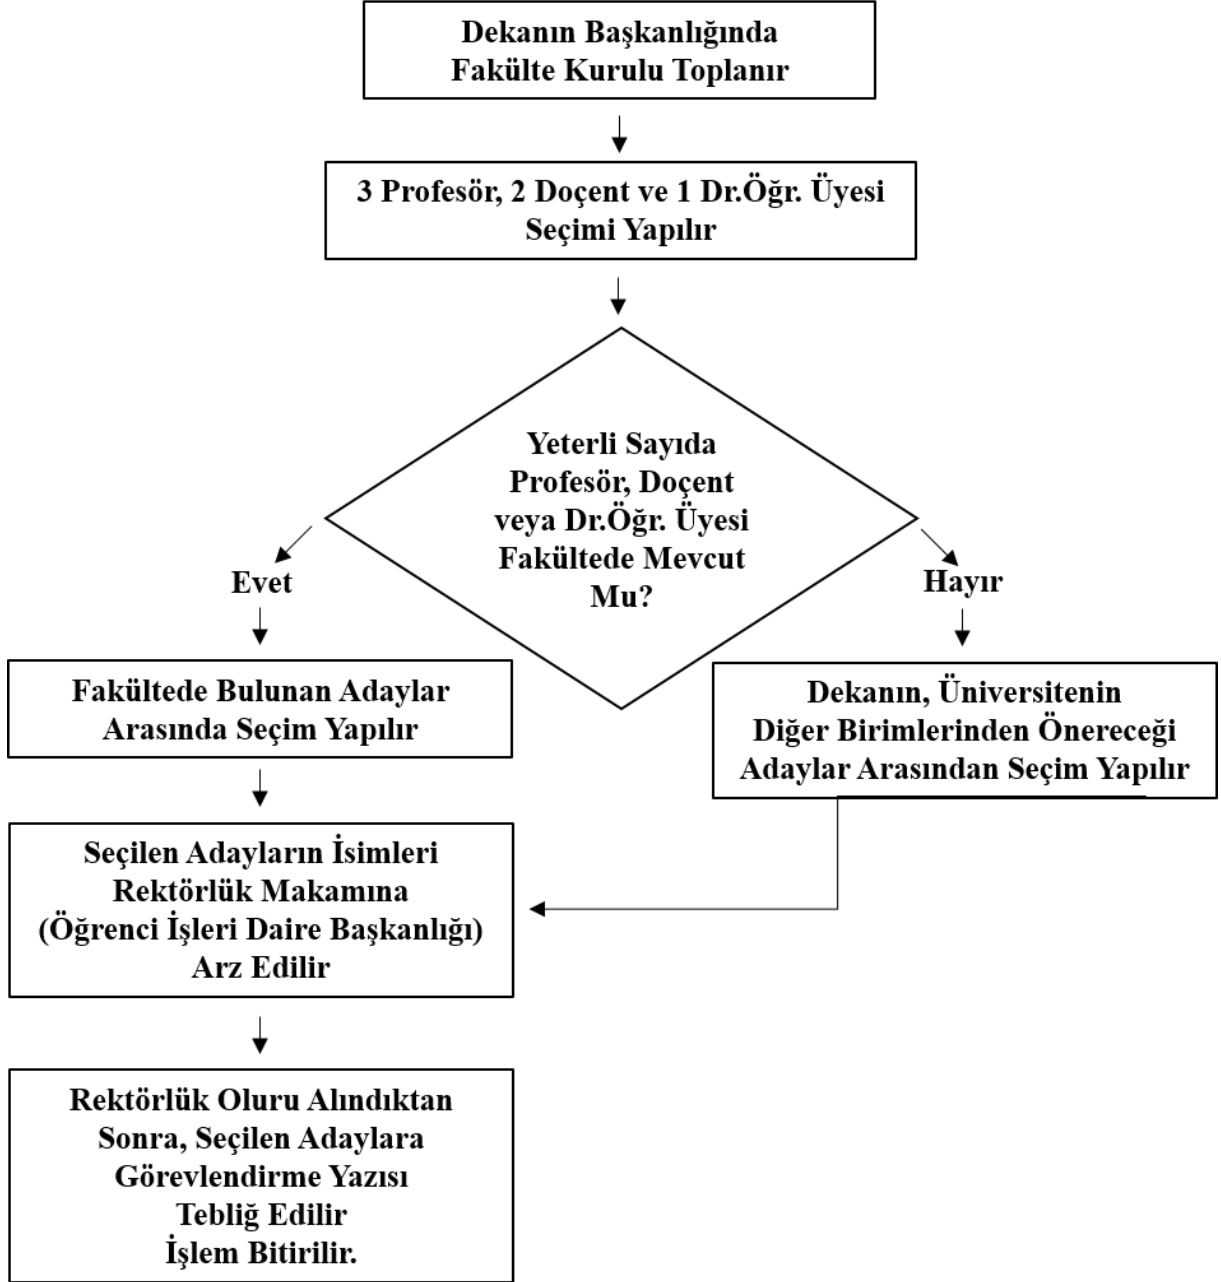 Dekanın Başkanlığında
Fakülte Kurulu Toplanır
3 Profesör, 2 Doçent ve 1 Dr.Öğr. Üyesi
Seçimi Yapılır
Yeterli Sayıda
Profesör, Doçent
veya Dr.Öğr. Üyesi
Fakültede Mevcut
Mu?
Evet
Hayır
Fakültede Bulunan Adaylar
Arasında Seçim Yapılır
Dekanın, Üniversitenin
Diğer Birimlerinden Önereceği
Adaylar Arasından Seçim Yapılır
Seçilen Adayların İsimleri
Rektörlük Makamına
(Öğrenci İşleri Daire Başkanlığı)
Arz Edilir
Rektörlük Oluru Alındıktan
Sonra, Seçilen Adaylara
Görevlendirme Yazısı
Tebliğ Edilir
İşlem Bitirilir.